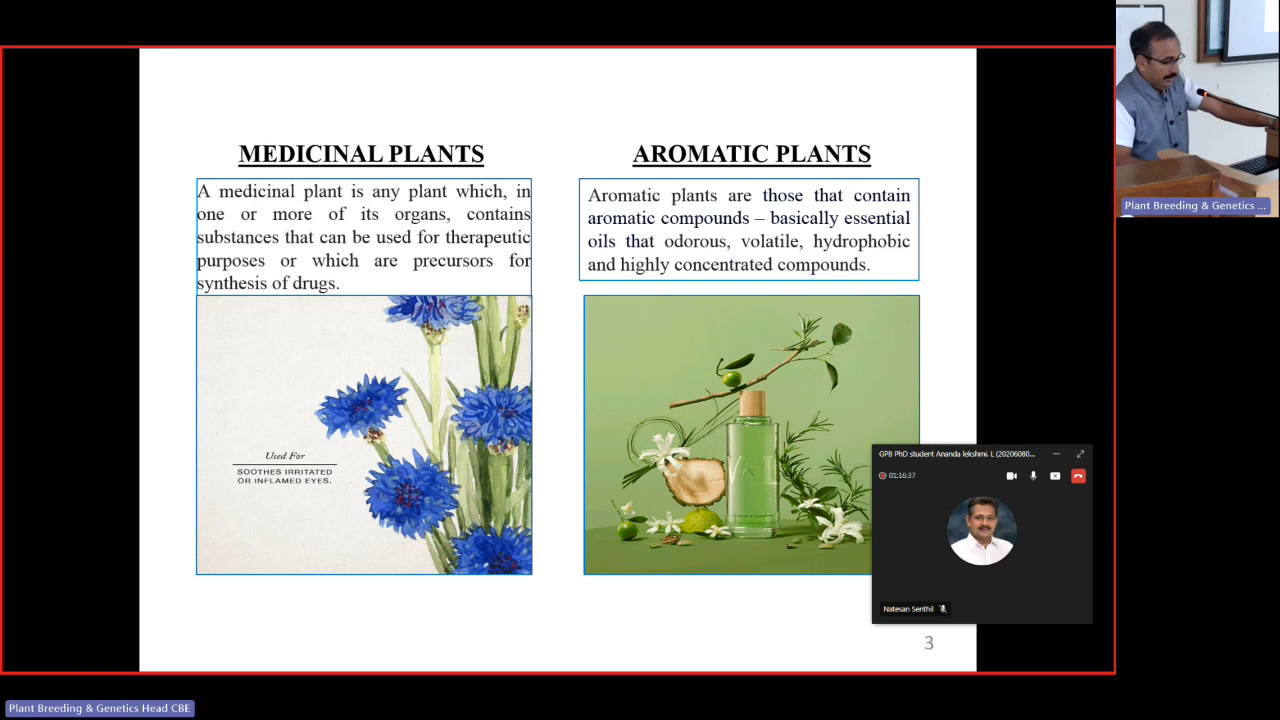 MEDICINAL PLANTS
A medicinal plant is any plant which, in
one or more of its organs, contains
substances that can be used for therapeutic
purposes or which are precursors for
synthesis of drugs.
Used For
SOOTHES IRRITATED
OR INFLAMED EYES.
AROMATIC PLANTS
Aromatic plants are those that contain
aromatic compounds – basically essential
oils that odorous, volatile, hydrophobic
and highly concentrated compounds.
3
Plant Breeding & Genetics ...
GPB PhD student Ananda lekshmi. L (20206080...
01:16:37
Natesan Senthil
Plant Breeding & Genetics Head CBE